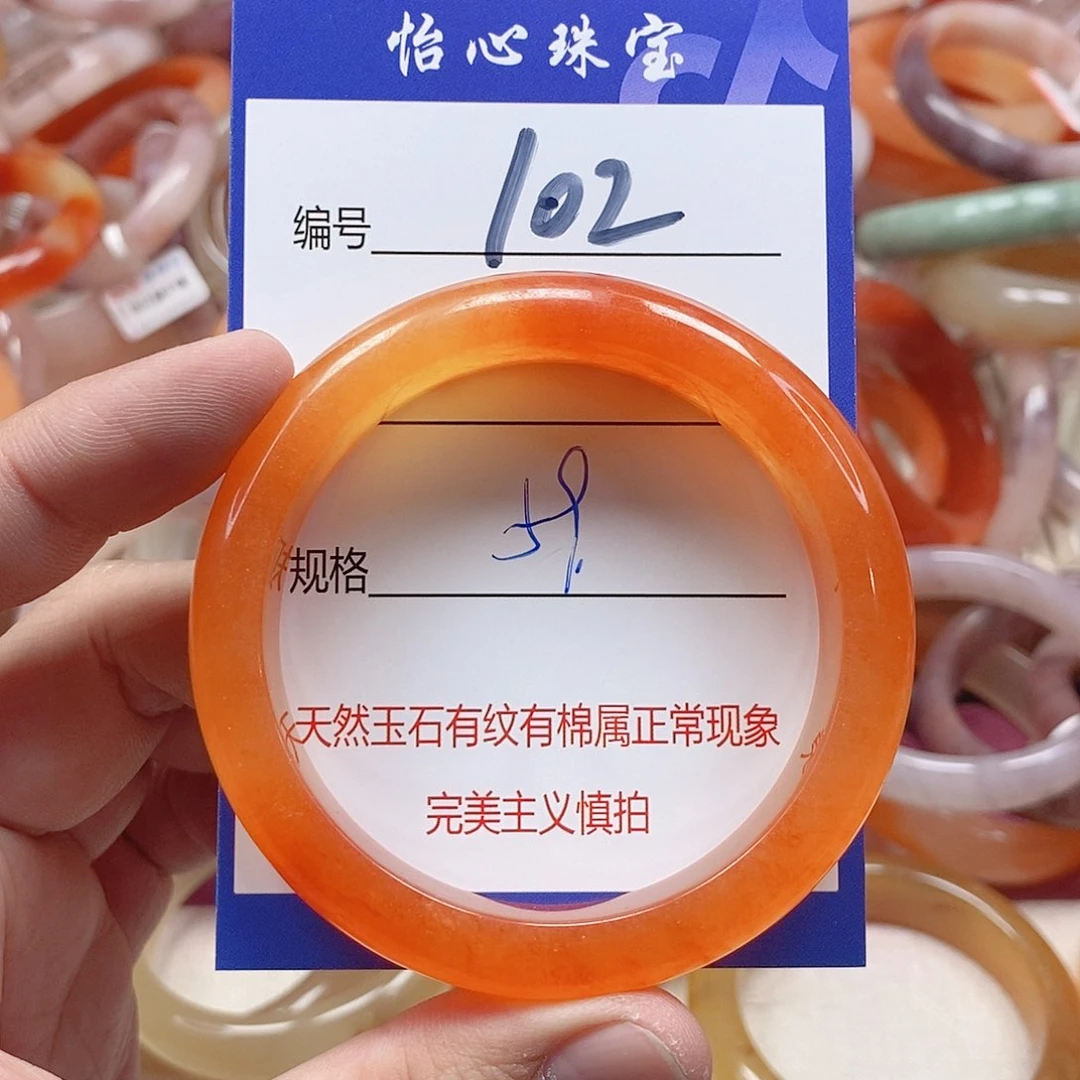 怡心珠宝
编号 102
规格 58.
天然玉石有纹有棉属正常现象
完美主义慎拍